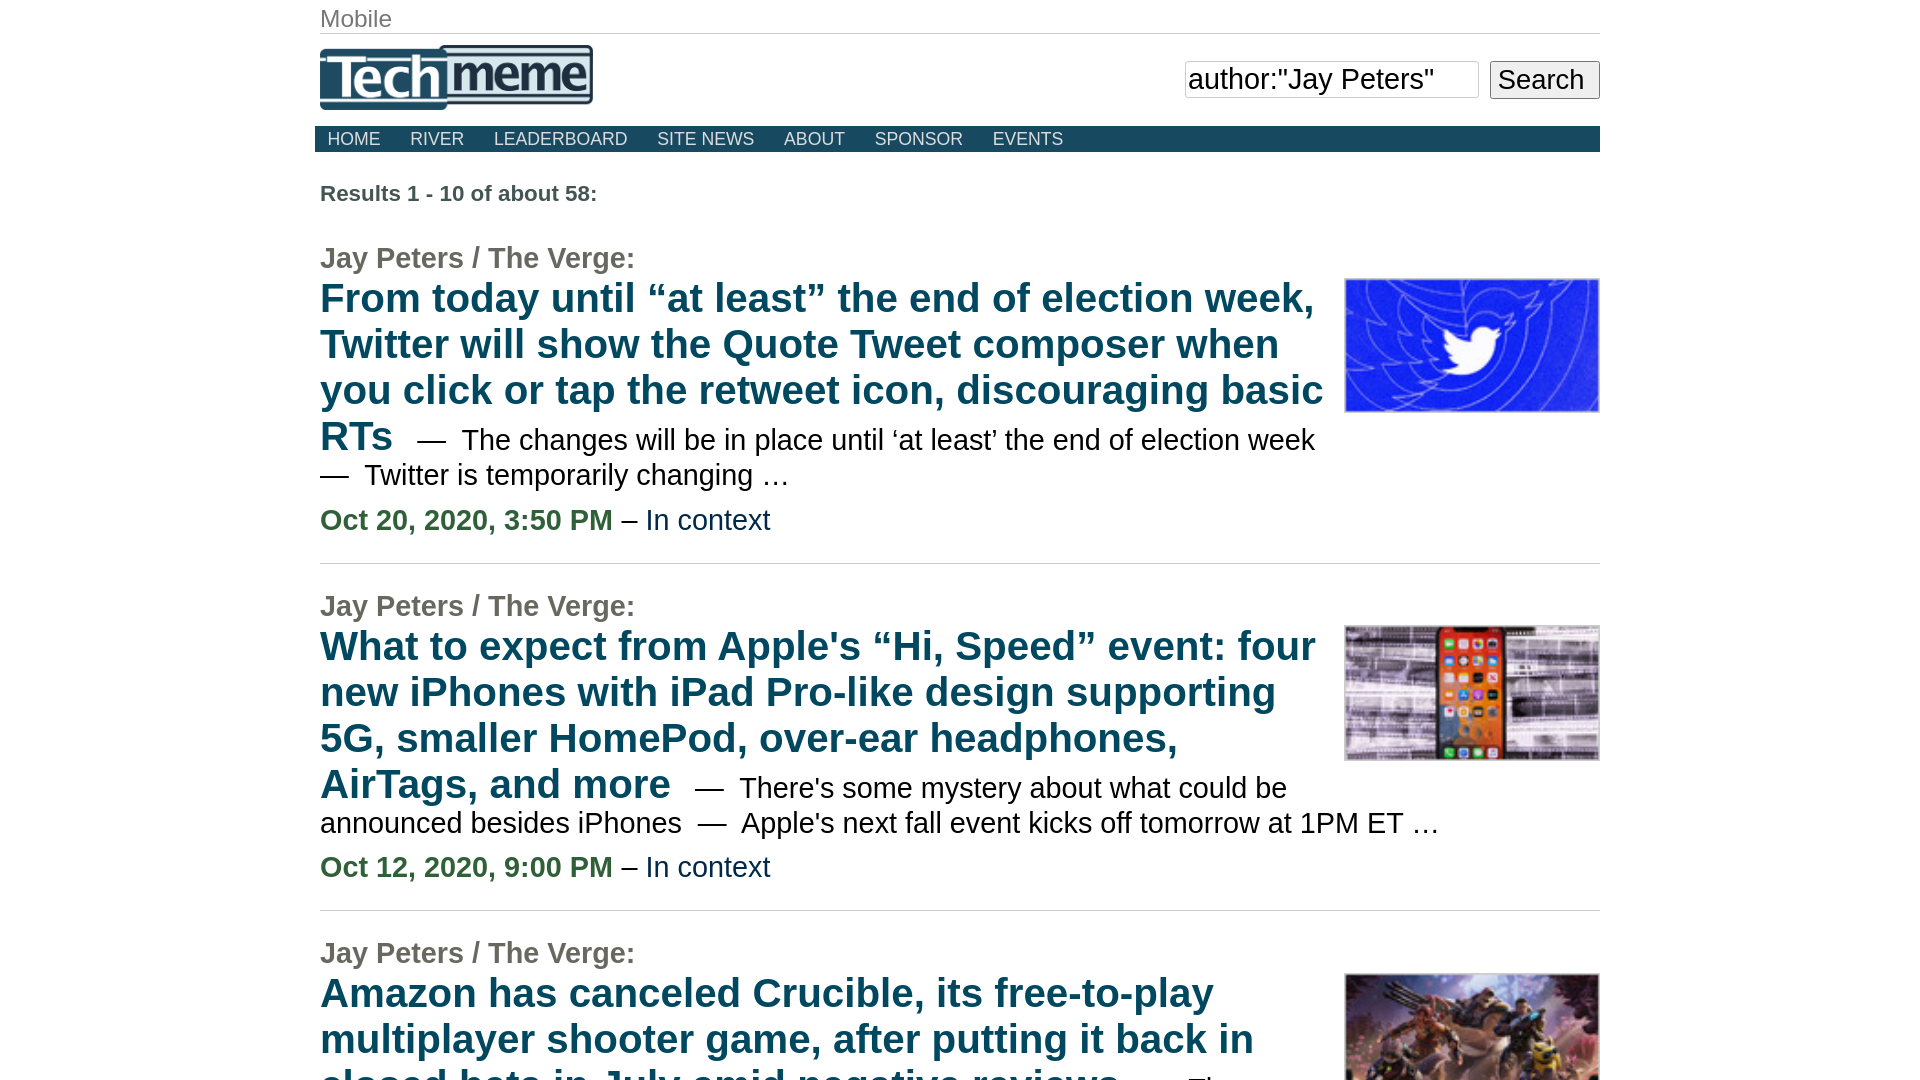 Mobile
Techmeme
author:"Jay Peters"
Search
HOME RIVER LEADERBOARD SITE NEWS ABOUT SPONSOR EVENTS
Results 1 - 10 of about 58:
Jay Peters / The Verge:
From today until “at least” the end of election week,
Twitter will show the Quote Tweet composer when
you click or tap the retweet icon, discouraging basic
RTs — The changes will be in place until ‘at least’ the end of election week
— Twitter is temporarily changing …
Oct 20, 2020, 3:50 PM – In context
Jay Peters / The Verge:
What to expect from Apple's “Hi, Speed” event: four
new iPhones with iPad Pro-like design supporting
5G, smaller HomePod, over-ear headphones,
AirTags, and more — There's some mystery about what could be
announced besides iPhones — Apple's next fall event kicks off tomorrow at 1PM ET …
Oct 12, 2020, 9:00 PM – In context
Jay Peters / The Verge:
Amazon has canceled Crucible, its free-to-play
multiplayer shooter game, after putting it back in
closed beta in July amid negative reviews